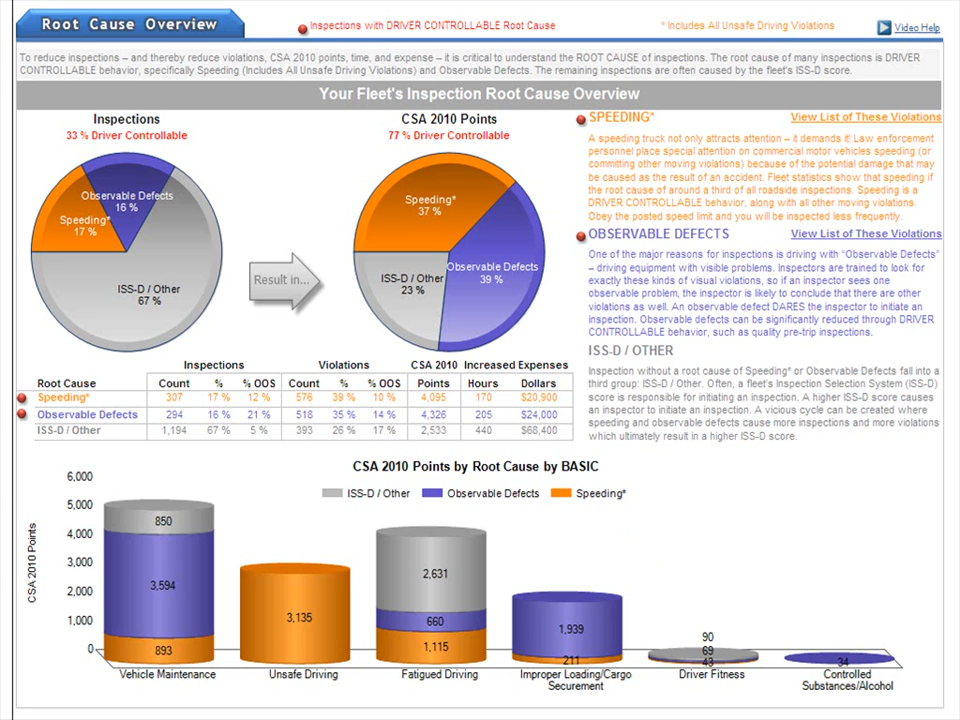 Root Cause Overview
Inspections with DRIVER CONTROLLABLE Root Cause
* Includes All Unsafe Driving Violations
Video Help
To reduce inspections – and thereby reduce violations, CSA 2010 points, time, and expense – it is critical to understand the ROOT CAUSE of inspections. The root cause of many inspections is DRIVER
CONTROLLABLE behavior, specifically Speeding (Includes All Unsafe Driving Violations) and Observable Defects. The remaining inspections are often caused by the fleet's ISS-D score.
Your Fleet's Inspection Root Cause Overview
Inspections
33 % Driver Controllable
Observable Defects
16 %
Speeding*
17 %
ISS-D / Other
67 %
Result in...
CSA 2010 Points
77 % Driver Controllable
Speeding*
37 %
Observable Defects
39 %
ISS-D / Other
23 %
SPEEDING* View List of These Violations
A speeding truck not only attracts attention – it demands it! Law enforcement
personnel place special attention on commercial motor vehicles speeding (or
committing other moving violations) because of the potential damage that may
be caused as the result of an accident. Fleet statistics show that speeding if
the root cause of around a third of all roadside inspections. Speeding is a
DRIVER CONTROLLABLE behavior, along with all other moving violations.
Obey the posted speed limit and you will be inspected less frequently.
OBSERVABLE DEFECTS View List of These Violations
One of the major reasons for inspections is driving with "Observable Defects"
– driving equipment with visible problems. Inspectors are trained to look for
exactly these kinds of visual violations, so if an inspector sees one
observable problem, the inspector is likely to conclude that there are other
violations as well. An observable defect DARES the inspector to initiate an
inspection. Observable defects can be significantly reduced through DRIVER
CONTROLLABLE behavior, such as quality pre-trip inspections.
ISS-D / OTHER
Inspection without a root cause of Speeding* or Observable Defects fall into a
third group: ISS-D / Other. Often, a fleet's Inspection Selection System (ISS-D)
score is responsible for initiating an inspection. A higher ISS-D score causes
an inspector to initiate an inspection. A vicious cycle can be created where
speeding and observable defects cause more inspections and more violations
which ultimately result in a higher ISS-D score.
Inspections Violations CSA 2010 Increased Expenses
Root Cause Count % % OOS Count % % OOS Points Hours Dollars
Speeding* 307 17 % 12 % 576 39 % 10 % 4,095 170 $20,900
Observable Defects 294 16 % 21 % 518 35 % 14 % 4,326 205 $24,000
ISS-D / Other 1,194 67 % 5 % 393 26 % 17 % 2,533 440 $68,400
CSA 2010 Points by Root Cause by BASIC
ISS-D / Other Observable Defects Speeding*
CSA 2010 Points
6,000
5,000
4,000
3,000
2,000
1,000
0
850
3,594
893
3,135
2,631
660
1,115
1,939
211
90
69
43
34
Vehicle Maintenance
Unsafe Driving
Fatigued Driving
Improper Loading/Cargo
Securement
Driver Fitness
Controlled
Substances/Alcohol